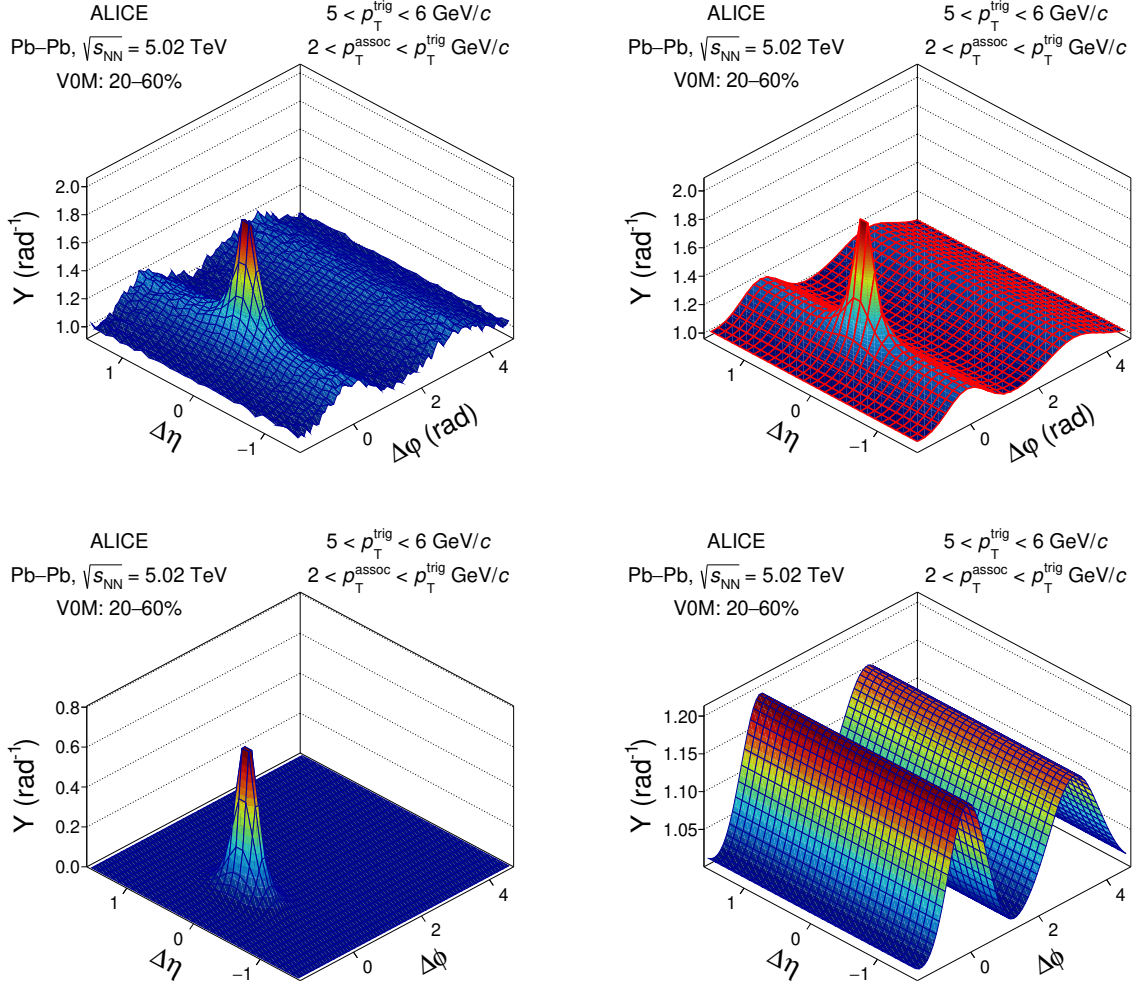 ALICE
Pb–Pb, √s_NN = 5.02 TeV
V0M: 20–60%
5 < p_T^trig < 6 GeV/c
2 < p_T^assoc < p_T^trig GeV/c
2.0
1.8
1.6
1.4
1.2
1.0
Y (rad^-1)
1
0
−1
Δη
0
2
4
Δφ (rad)
ALICE
Pb–Pb, √s_NN = 5.02 TeV
V0M: 20–60%
5 < p_T^trig < 6 GeV/c
2 < p_T^assoc < p_T^trig GeV/c
2.0
1.8
1.6
1.4
1.2
1.0
Y (rad^-1)
1
0
−1
Δη
0
2
4
Δφ (rad)
ALICE
Pb–Pb, √s_NN = 5.02 TeV
V0M: 20–60%
5 < p_T^trig < 6 GeV/c
2 < p_T^assoc < p_T^trig GeV/c
0.8
0.6
0.4
0.2
0.0
Y (rad^-1)
1
0
−1
Δη
0
2
4
Δϕ
ALICE
Pb–Pb, √s_NN = 5.02 TeV
V0M: 20–60%
5 < p_T^trig < 6 GeV/c
2 < p_T^assoc < p_T^trig GeV/c
1.20
1.15
1.10
1.05
Y (rad^-1)
1
0
−1
Δη
0
2
4
Δϕ